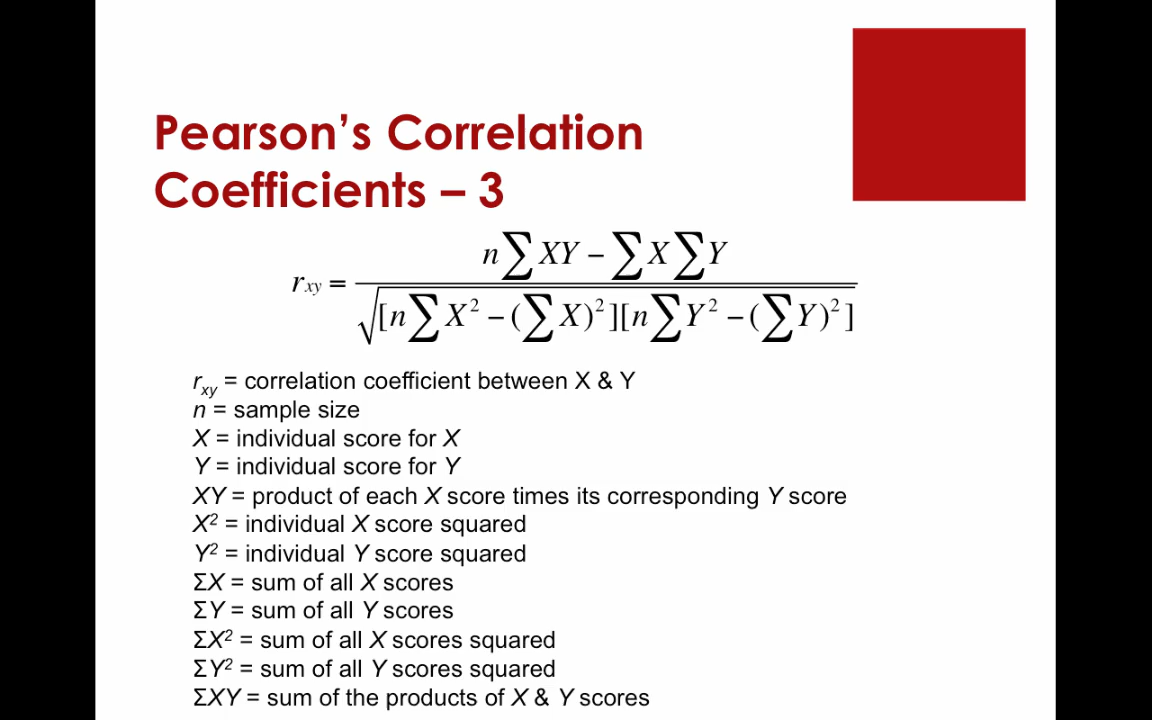 Pearson's Correlation
Coefficients – 3
r_xy = n∑XY − ∑X∑Y / √[n∑X² − (∑X)²][n∑Y² − (∑Y)²]
r_xy = correlation coefficient between X & Y
n = sample size
X = individual score for X
Y = individual score for Y
XY = product of each X score times its corresponding Y score
X² = individual X score squared
Y² = individual Y score squared
ΣX = sum of all X scores
ΣY = sum of all Y scores
ΣX² = sum of all X scores squared
ΣY² = sum of all Y scores squared
ΣXY = sum of the products of X & Y scores